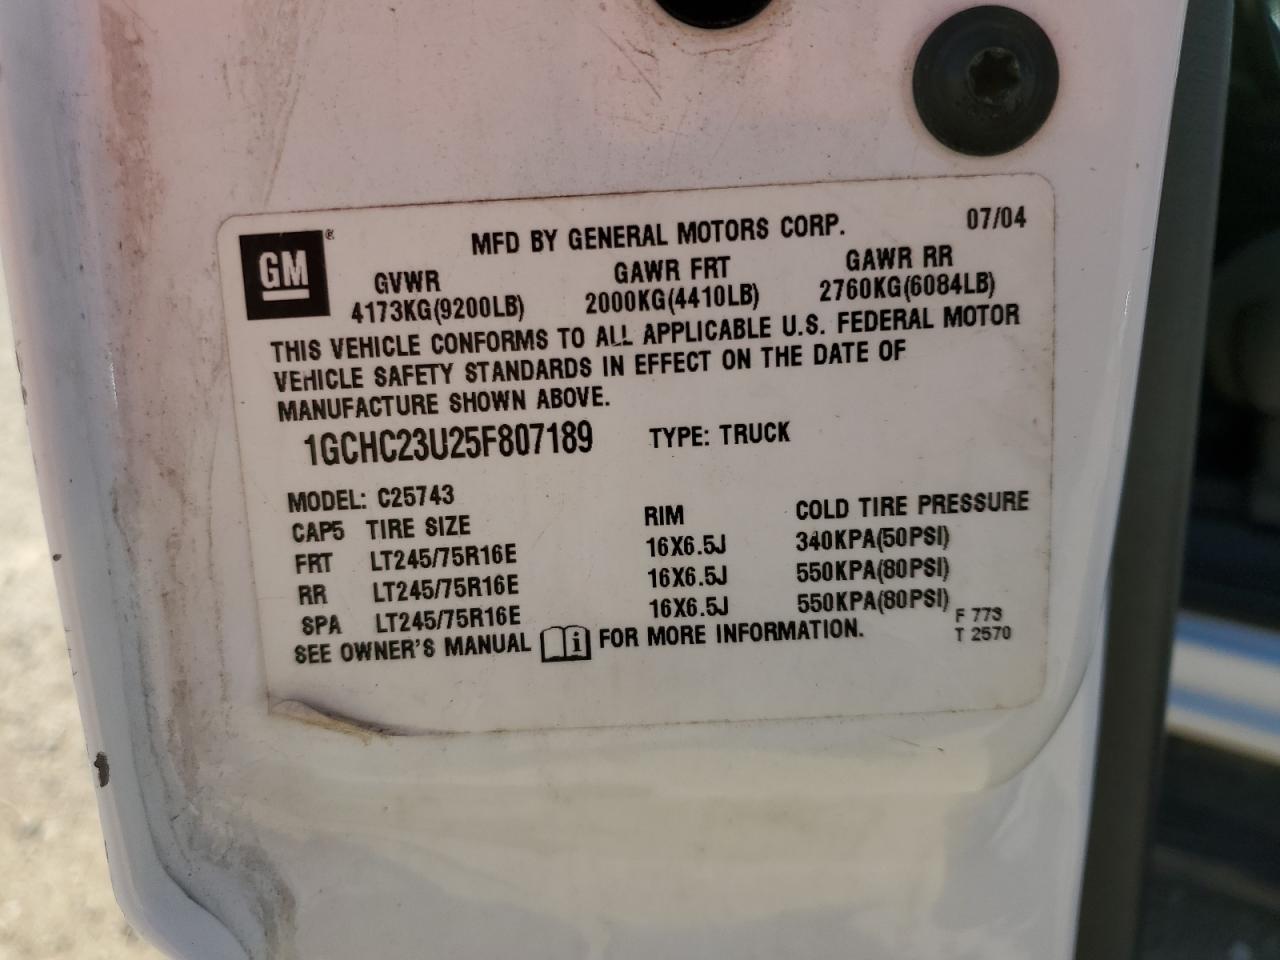 GM ®
MFD BY GENERAL MOTORS CORP. 07/04
GVWR GAWR FRT GAWR RR
4173KG(9200LB) 2000KG(4410LB) 2760KG(6084LB)
THIS VEHICLE CONFORMS TO ALL APPLICABLE U.S. FEDERAL MOTOR
VEHICLE SAFETY STANDARDS IN EFFECT ON THE DATE OF
MANUFACTURE SHOWN ABOVE.
1GCHC23U25F807189 TYPE: TRUCK
MODEL: C25743
CAP5 TIRE SIZE RIM COLD TIRE PRESSURE
FRT LT245/75R16E 16X6.5J 340KPA(50PSI)
RR LT245/75R16E 16X6.5J 550KPA(80PSI)
SPA LT245/75R16E 16X6.5J 550KPA(80PSI)
SEE OWNER'S MANUAL i FOR MORE INFORMATION.
F 773
T 2570